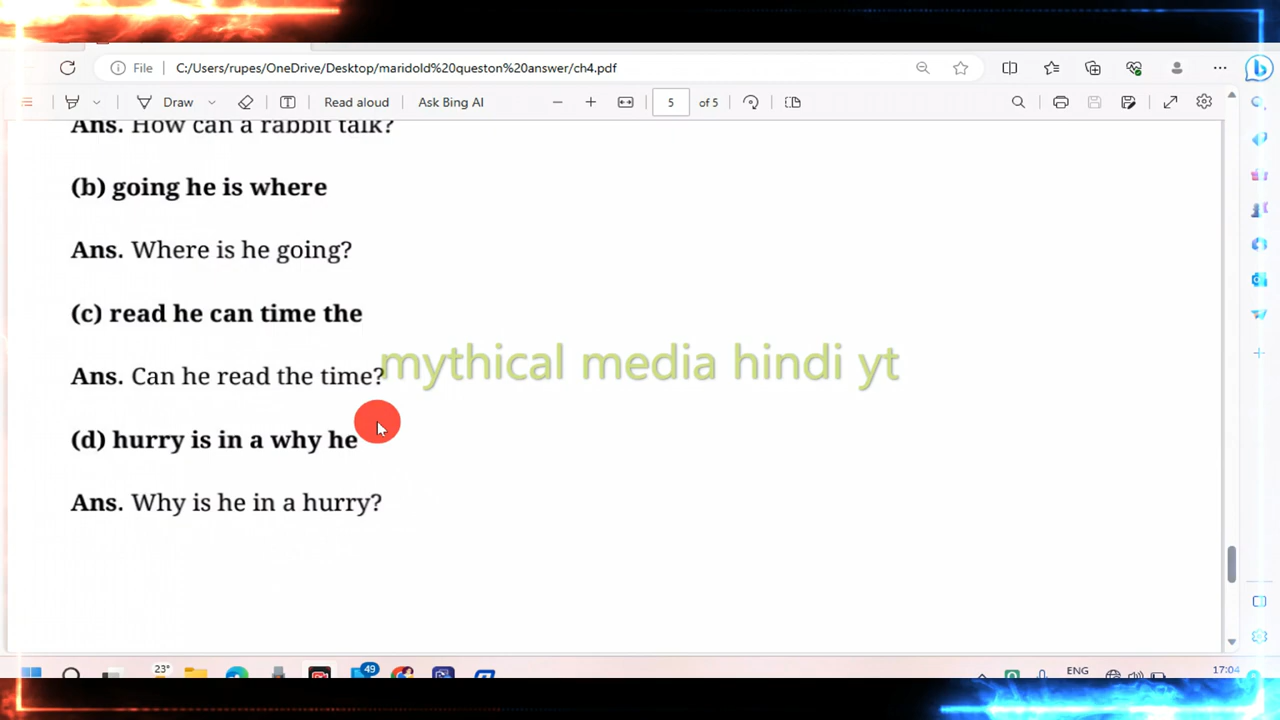 File C:/Users/rupes/OneDrive/Desktop/maridold%20queston%20answer/ch4.pdf
Draw Read aloud Ask Bing AI 5 of 5
Ans. How can a rabbit talk?
(b) going he is where
Ans. Where is he going?
(c) read he can time the
mythical media hindi yt
Ans. Can he read the time?
(d) hurry is in a why he
Ans. Why is he in a hurry?
23° 49 ENG 17:04